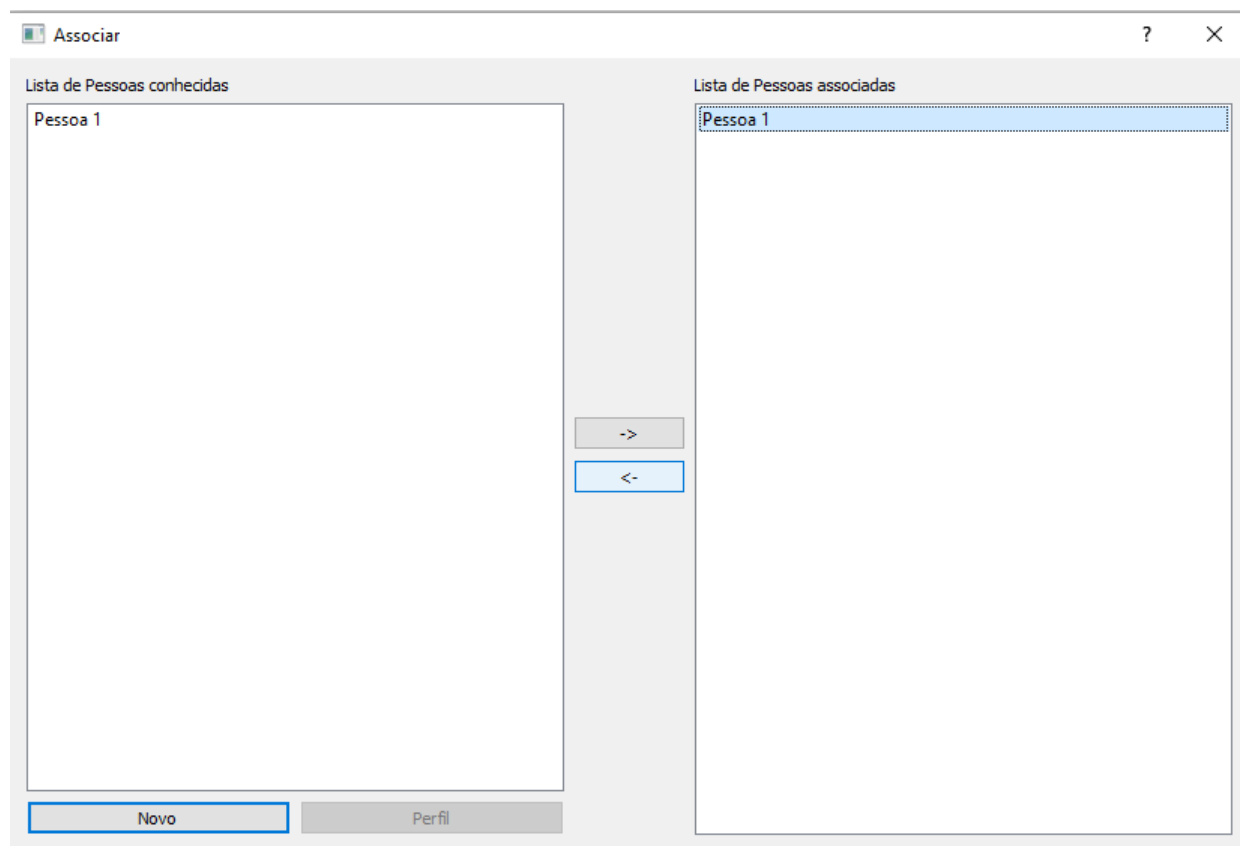 Associar
?
Lista de Pessoas conhecidas
Lista de Pessoas associadas
Pessoa 1
Pessoa 1
->
<-
Novo
Perfil